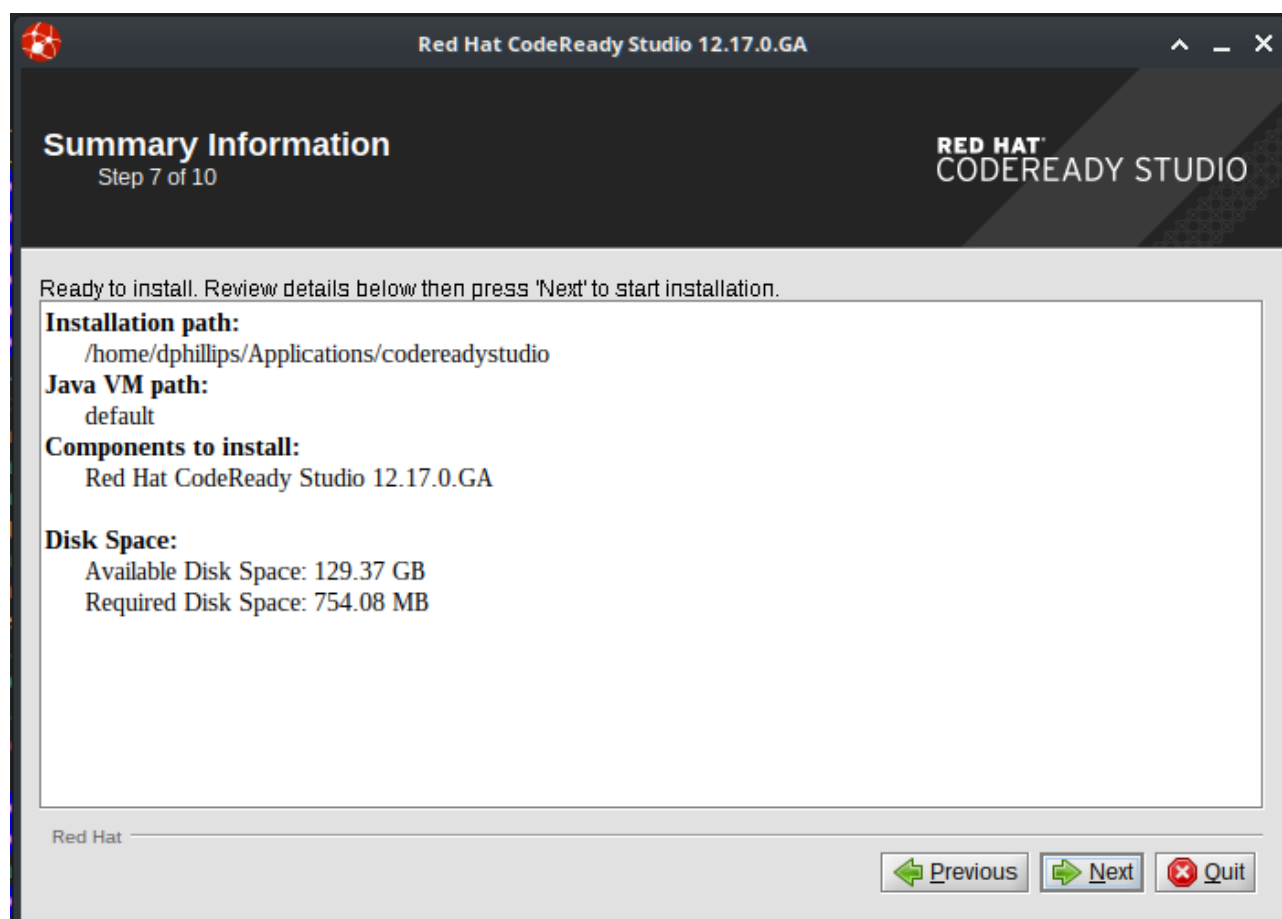 Red Hat CodeReady Studio 12.17.0.GA
Summary Information
Step 7 of 10
RED HAT
CODEREADY STUDIO
Ready to install. Review details below then press 'Next' to start installation.
Installation path:
/home/dphillips/Applications/codereadystudio
Java VM path:
default
Components to install:
Red Hat CodeReady Studio 12.17.0.GA
Disk Space:
Available Disk Space: 129.37 GB
Required Disk Space: 754.08 MB
Red Hat
Previous Next Quit